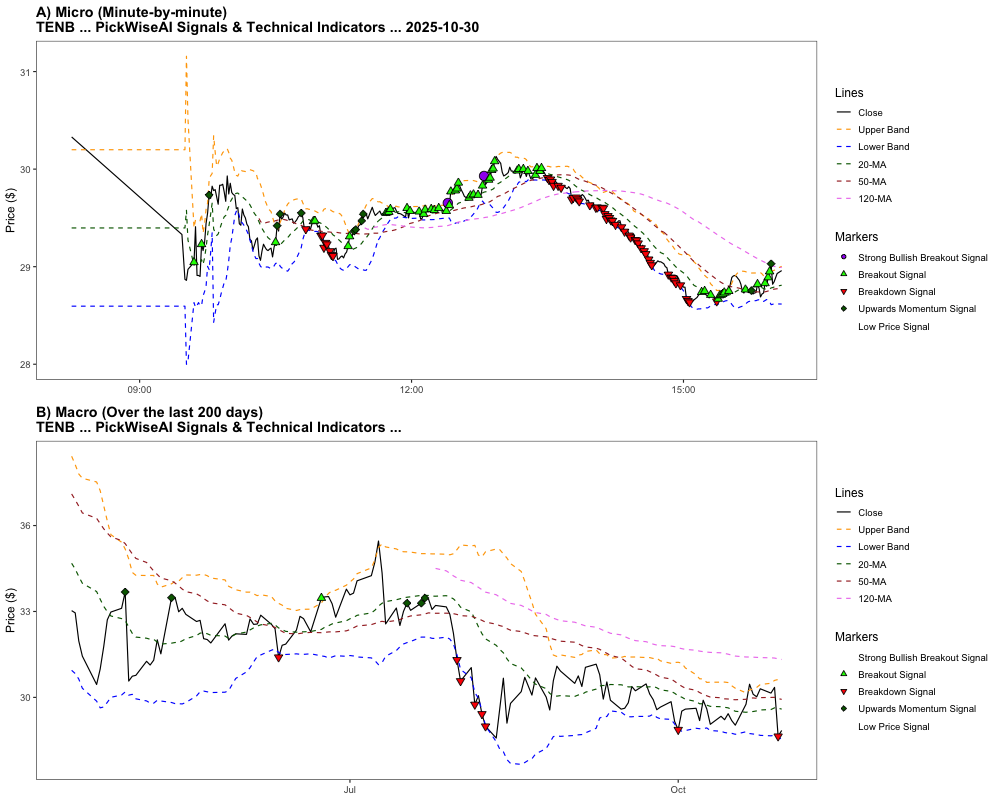 A) Micro (Minute-by-minute)
TENB ... PickWiseAI Signals & Technical Indicators ... 2025-10-30
Price ($)
31
30
29
28
09:00
12:00
15:00
Lines
Close
Upper Band
Lower Band
20-MA
50-MA
120-MA
Markers
Strong Bullish Breakout Signal
Breakout Signal
Breakdown Signal
Upwards Momentum Signal
Low Price Signal
B) Macro (Over the last 200 days)
TENB ... PickWiseAI Signals & Technical Indicators ...
Price ($)
36
33
30
Jul
Oct
Lines
Close
Upper Band
Lower Band
20-MA
50-MA
120-MA
Markers
Strong Bullish Breakout Signal
Breakout Signal
Breakdown Signal
Upwards Momentum Signal
Low Price Signal